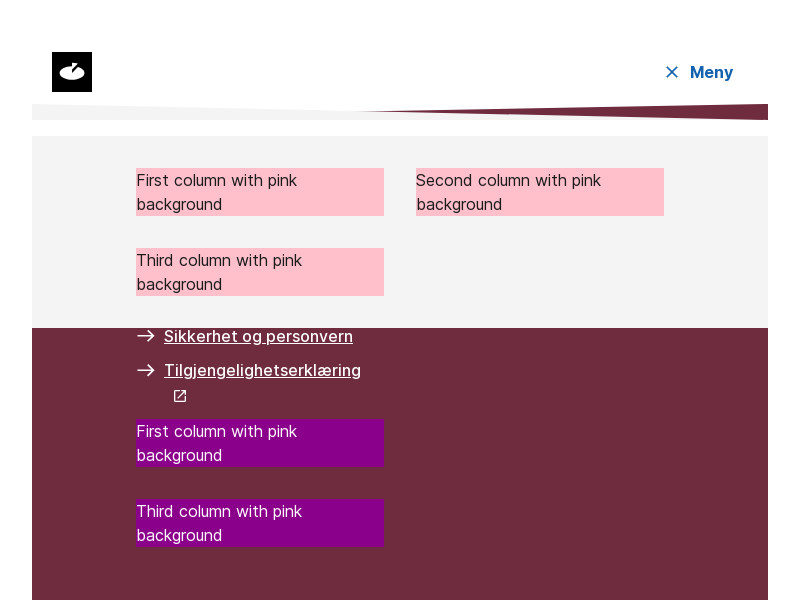 Meny
First column with pink
background
Second column with pink
background
Third column with pink
background
Sikkerhet og personvern
Tilgjengelighetserklæring
First column with pink
background
Third column with pink
background